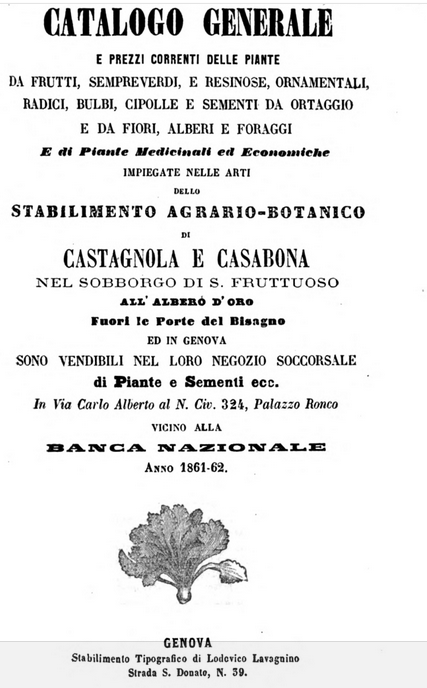 CATALOGO GENERALE
E PREZZI CORRENTI DELLE PIANTE
DA FRUTTI, SEMPREVERDI, E RESINOSE, ORNAMENTALI,
RADICI, BULBI, CIPOLLE E SEMENTI DA ORTAGGIO
E DA FIORI, ALBERI E FORAGGI
E di Piante Medicinali ed Economiche
IMPIEGATE NELLE ARTI
DELLO
STABILIMENTO AGRARIO-BOTANICO
DI
CASTAGNOLA E CASABONA
NEL SOBBORGO DI S. FRUTTUOSO
ALL' ALBERO D' ORO
Fuori le Porte del Bisagno
ED IN GENOVA
SONO VENDIBILI NEL LORO NEGOZIO SOCCORSALE
di Piante e Sementi ecc.
In Via Carlo Alberto al N. Civ. 324, Palazzo Ronco
VICINO ALLA
BANCA NAZIONALE
ANNO 1861-62.
GENOVA
Stabilimento Tipografico di Lodovico Lavagnino
Strada S. Donato, N. 39.